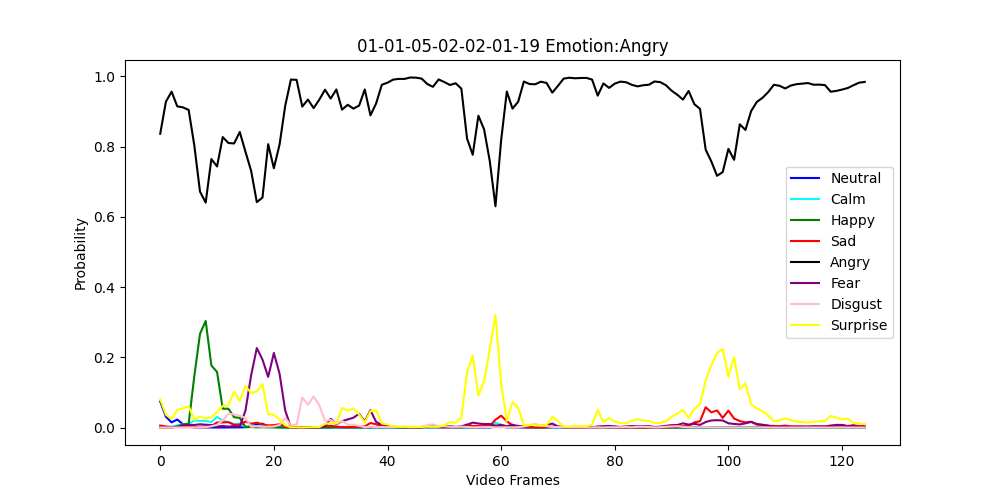 01-01-05-02-02-01-19 Emotion:Angry
Probability
1.0
0.8
0.6
0.4
0.2
0.0
0 20 40 60 80 100 120
Video Frames
Neutral
Calm
Happy
Sad
Angry
Fear
Disgust
Surprise